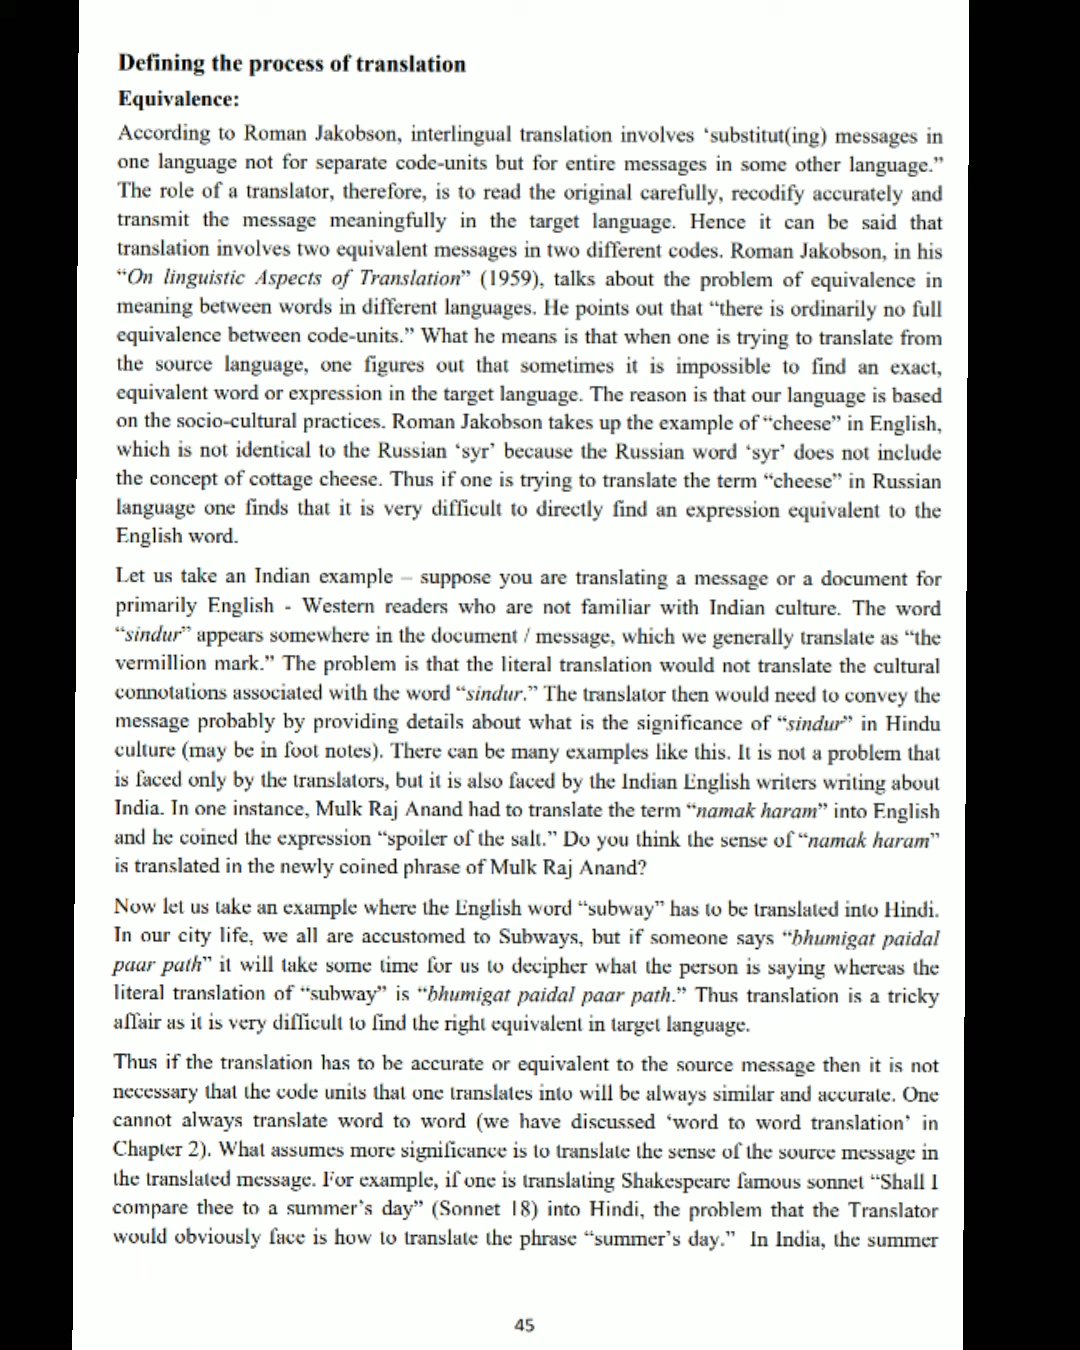 Defining the process of translation
Equivalence:
According to Roman Jakobson, interlingual translation involves ‘substitut(ing) messages in
one language not for separate code-units but for entire messages in some other language.”
The role of a translator, therefore, is to read the original carefully, recodify accurately and
transmit the message meaningfully in the target language. Hence it can be said that
translation involves two equivalent messages in two different codes. Roman Jakobson, in his
“On linguistic Aspects of Translation” (1959), talks about the problem of equivalence in
meaning between words in different languages. He points out that “there is ordinarily no full
equivalence between code-units.” What he means is that when one is trying to translate from
the source language, one figures out that sometimes it is impossible to find an exact,
equivalent word or expression in the target language. The reason is that our language is based
on the socio-cultural practices. Roman Jakobson takes up the example of “cheese” in English,
which is not identical to the Russian ‘syr’ because the Russian word ‘syr’ does not include
the concept of cottage cheese. Thus if one is trying to translate the term “cheese” in Russian
language one finds that it is very difficult to directly find an expression equivalent to the
English word.
Let us take an Indian example – suppose you are translating a message or a document for
primarily English - Western readers who are not familiar with Indian culture. The word
“sindur” appears somewhere in the document / message, which we generally translate as “the
vermillion mark.” The problem is that the literal translation would not translate the cultural
connotations associated with the word “sindur.” The translator then would need to convey the
message probably by providing details about what is the significance of “sindur” in Hindu
culture (may be in foot notes). There can be many examples like this. It is not a problem that
is faced only by the translators, but it is also faced by the Indian English writers writing about
India. In one instance, Mulk Raj Anand had to translate the term “namak haram” into English
and he coined the expression “spoiler of the salt.” Do you think the sense of “namak haram”
is translated in the newly coined phrase of Mulk Raj Anand?
Now let us take an example where the English word “subway” has to be translated into Hindi.
In our city life, we all are accustomed to Subways, but if someone says “bhumigat paidal
paar path” it will take some time for us to decipher what the person is saying whereas the
literal translation of “subway” is “bhumigat paidal paar path.” Thus translation is a tricky
affair as it is very difficult to find the right equivalent in target language.
Thus if the translation has to be accurate or equivalent to the source message then it is not
necessary that the code units that one translates into will be always similar and accurate. One
cannot always translate word to word (we have discussed ‘word to word translation’ in
Chapter 2). What assumes more significance is to translate the sense of the source message in
the translated message. For example, if one is translating Shakespeare famous sonnet “Shall I
compare thee to a summer’s day” (Sonnet 18) into Hindi, the problem that the Translator
would obviously face is how to translate the phrase “summer’s day.” In India, the summer
45